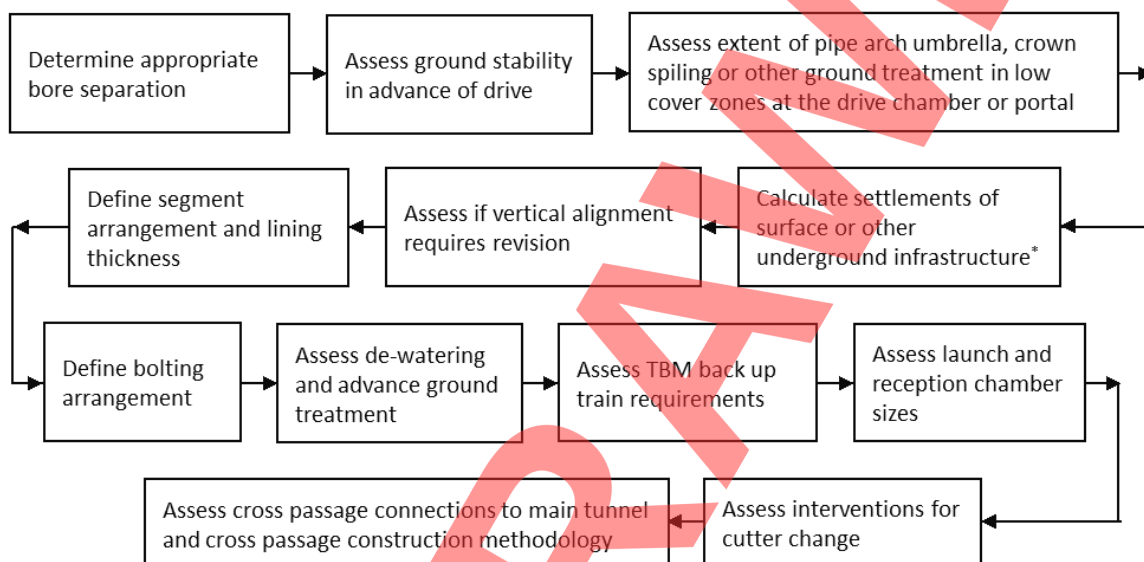 Determine appropriate
bore separation
Assess ground stability
in advance of drive
Assess extent of pipe arch umbrella, crown
spiling or other ground treatment in low
cover zones at the drive chamber or portal
Calculate settlements of
surface or other
underground infrastructure*
Assess if vertical alignment
requires revision
Define segment
arrangement and lining
thickness
Define bolting
arrangement
Assess de-watering
and advance ground
treatment
Assess TBM back up
train requirements
Assess launch and
reception chamber
sizes
Assess interventions for
cutter change
Assess cross passage connections to main tunnel
and cross passage construction methodology